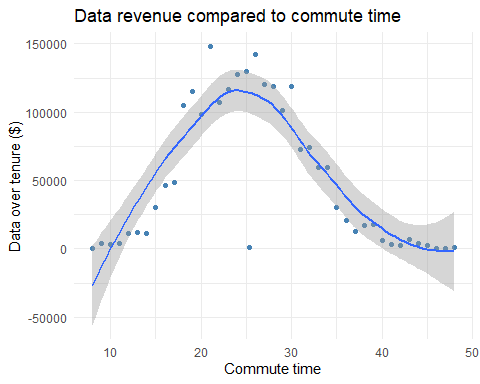 Data revenue compared to commute time
150000
100000
50000
0
-50000
Data over tenure ($)
10 20 30 40 50
Commute time